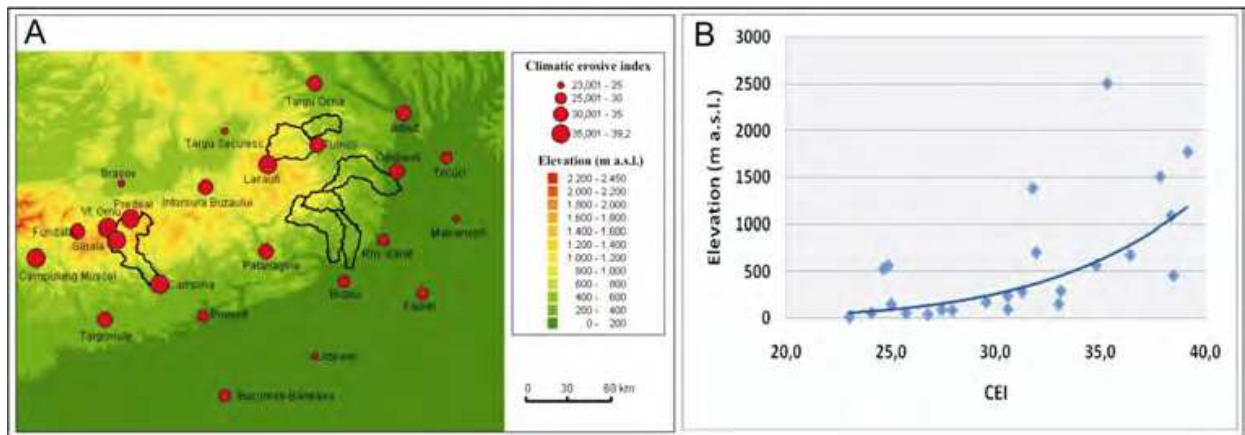 A
Targu Ocna
Adjud
Targu Secuiesc
Tulnici
Lacauti
Tecuci
Brasov
Intorsura Buzaului
Predeal
Vf. Omu
Fundata
Sinaia
Campulung Muscel
Patarlagele
Campina
Buzau
Ploiesti
Targoviste
Bucuresti-Baneasa
Climatic erosive index
23,001 - 25
25,001 - 30
30,001 - 35
35,001 - 39,2
Elevation (m a.s.l.)
2 200 - 2 450
2 000 - 2 200
1 800 - 2 000
1 600 - 1 800
1 400 - 1 600
1 200 - 1 400
1 000 - 1 200
800 - 1 000
600 - 800
400 - 600
200 - 400
0 - 200
0 30 60 km
B
Elevation (m a.s.l.)
3000
2500
2000
1500
1000
500
0
20,0 25,0 30,0 35,0 40,0
CEI